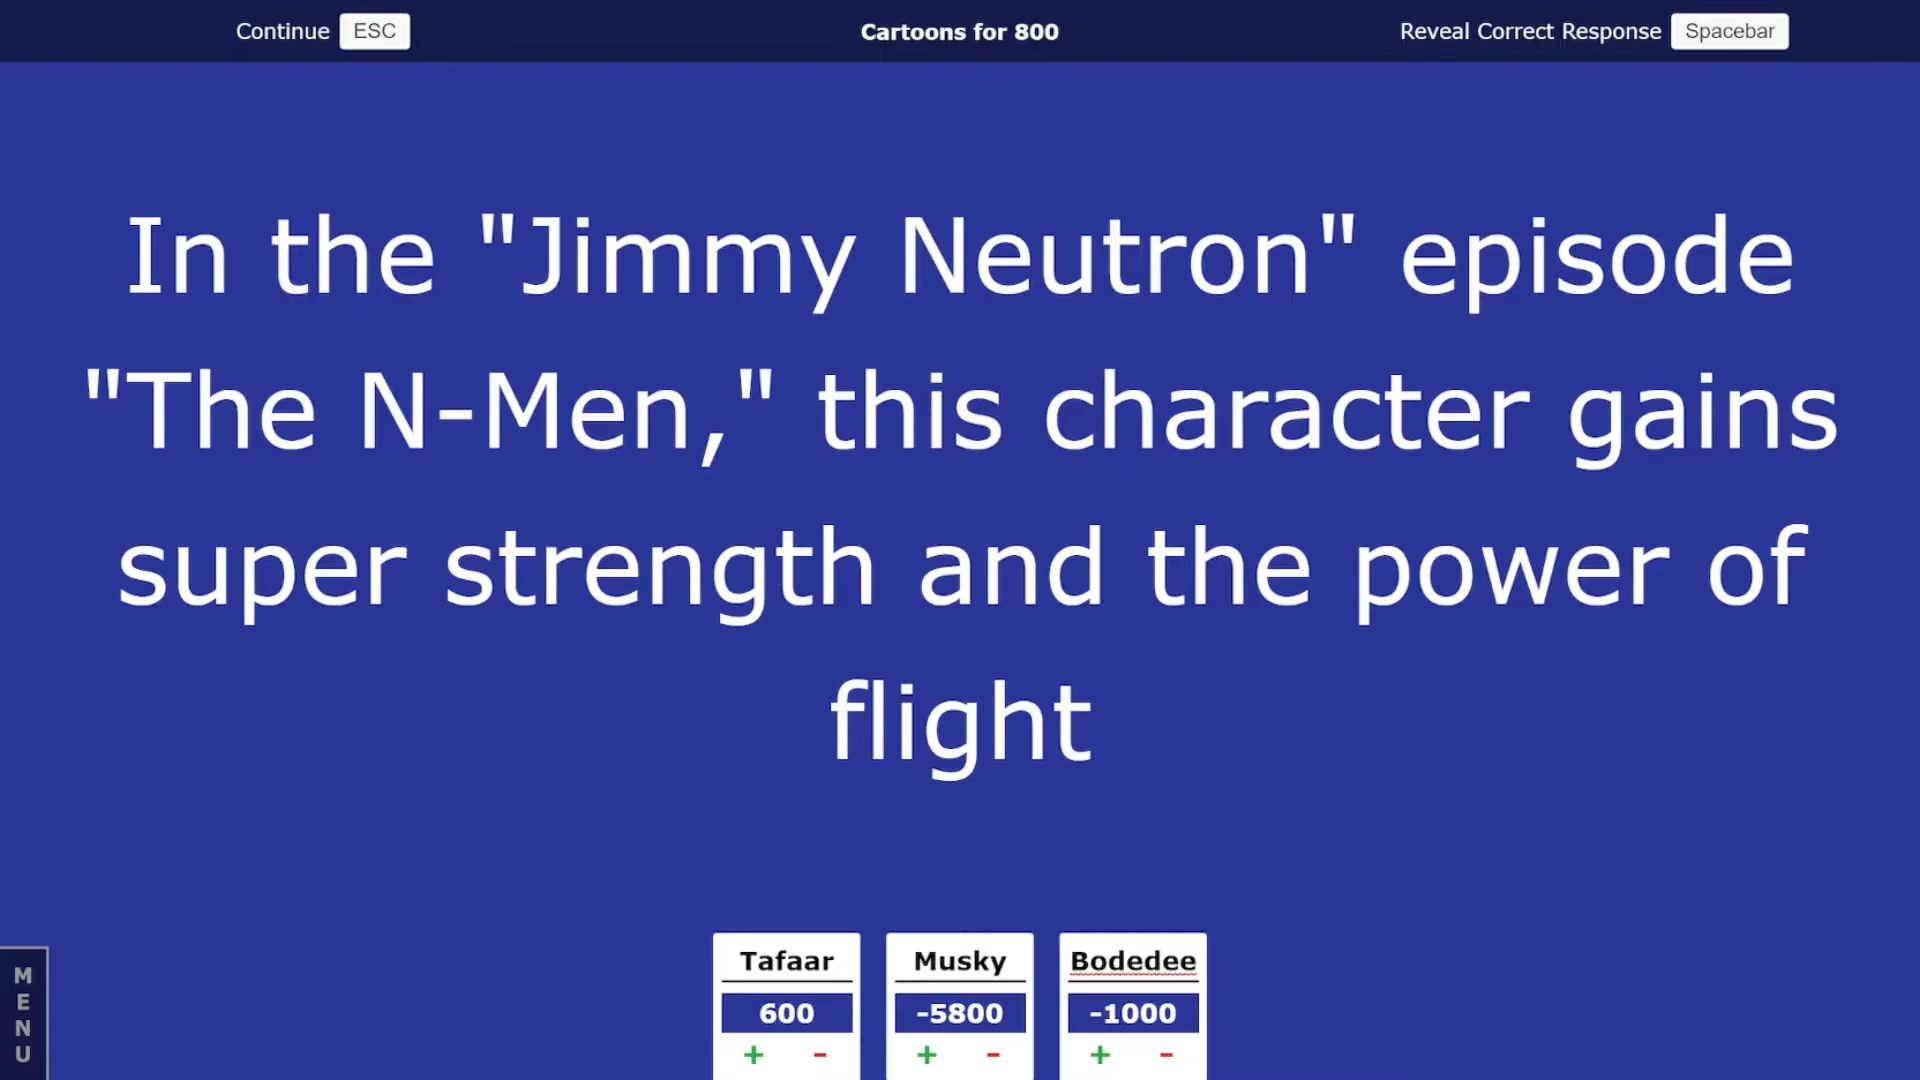 Continue ESC
Cartoons for 800
Reveal Correct Response Spacebar
In the "Jimmy Neutron" episode
"The N-Men," this character gains
super strength and the power of
flight
MENU
Tafaar
600
+ -
Musky
-5800
+ -
Bodedee
-1000
+ -